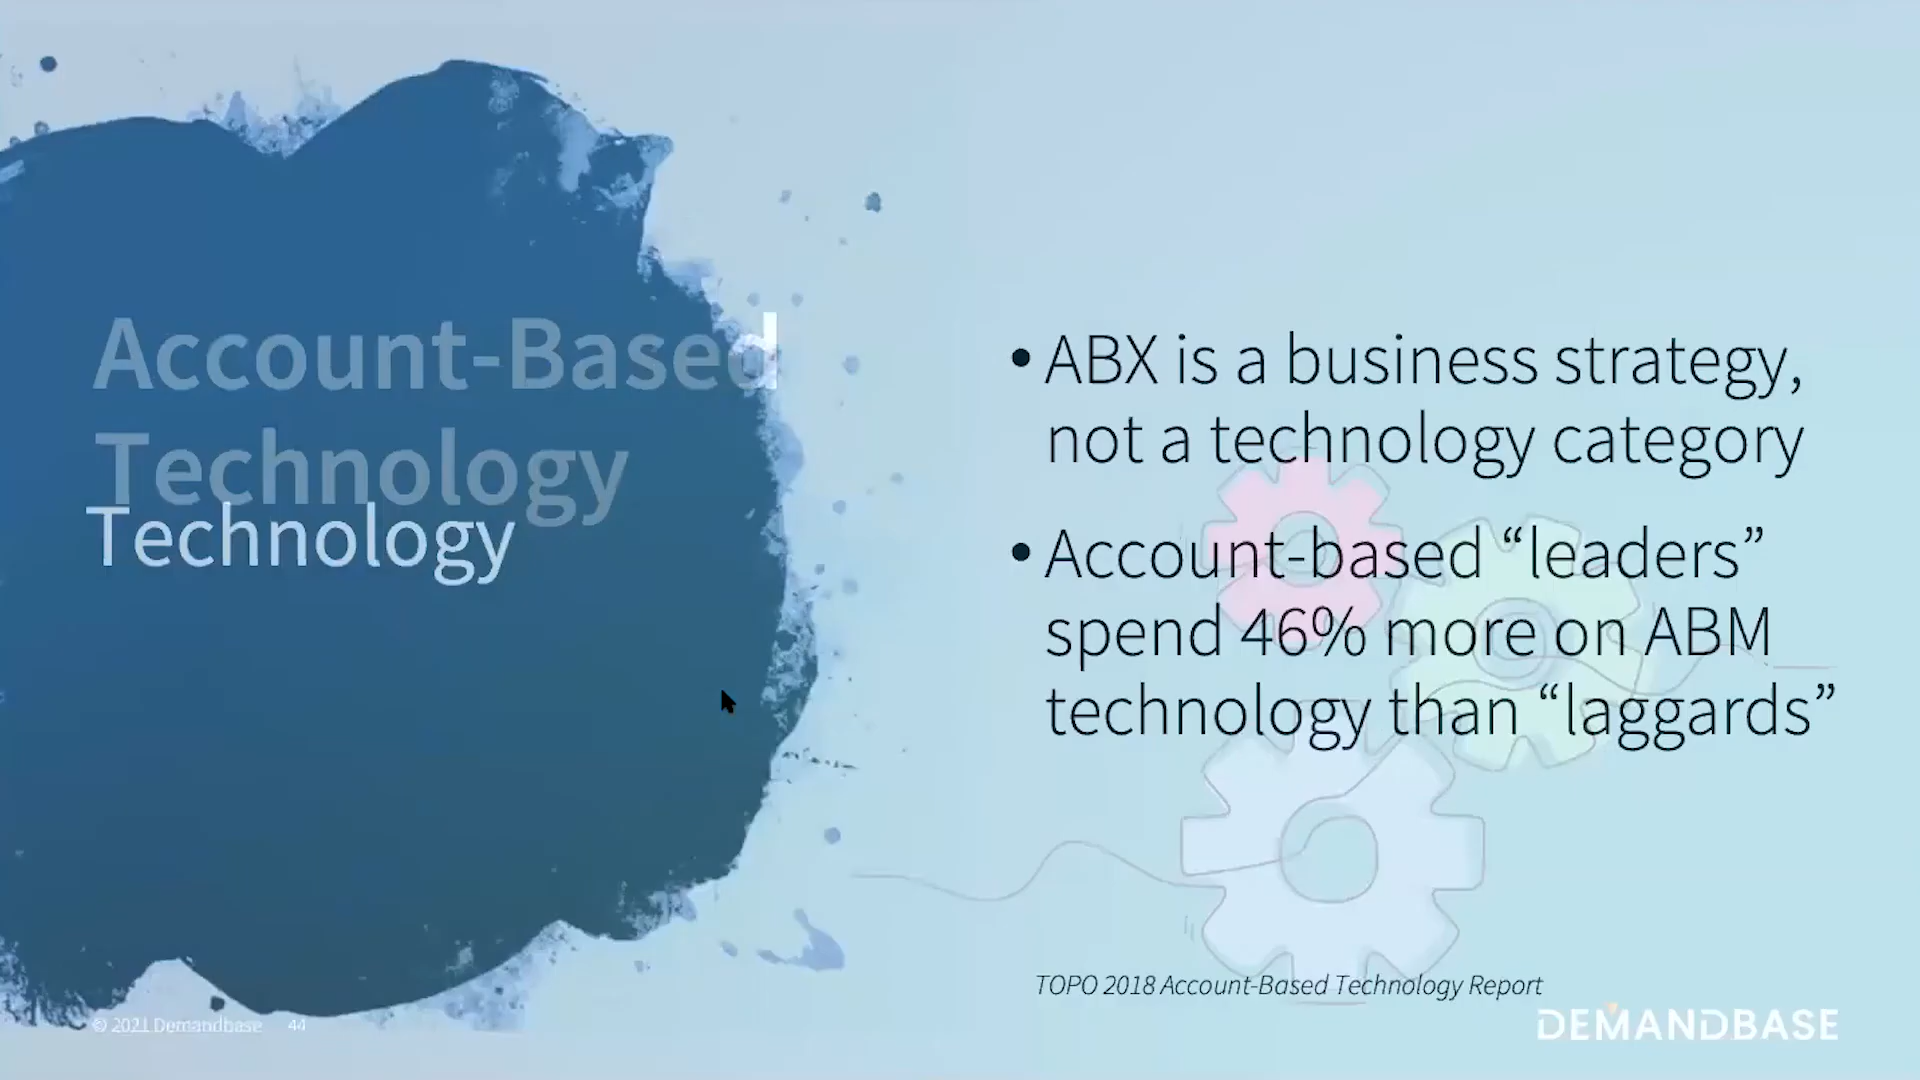 Account-Based
Technology
Technology
• ABX is a business strategy,
not a technology category
• Account-based “leaders”
spend 46% more on ABM
technology than “laggards”
TOPO 2018 Account-Based Technology Report
© 2021 Demandbase 44
DEMANDBASE